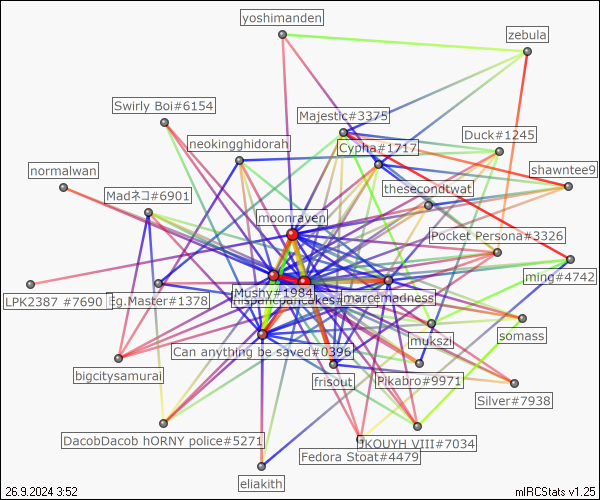 yoshimanden
zebula
Swirly Boi#6154
Majestic#3375
Duck#1245
neokingghidorah
Cypha#1717
normalwan
shawntee9
Madネコ#6901
thesecondtwat
moonraven
Pocket Persona#3326
ming#4742
LPK2387 #7690
Eg.Master#1378
Mushy#1984
marcemadness
hispanicpancakes#
somass
mukszi
Can anything be saved#0396
bigcitysamurai
frisout
Pikabro#9971
Silver#7938
DacobDacob hORNY police#5271
JKOUYH VIII#7034
Fedora Stoat#4479
eliakith
26.9.2024 3:52
mIRCStats v1.25